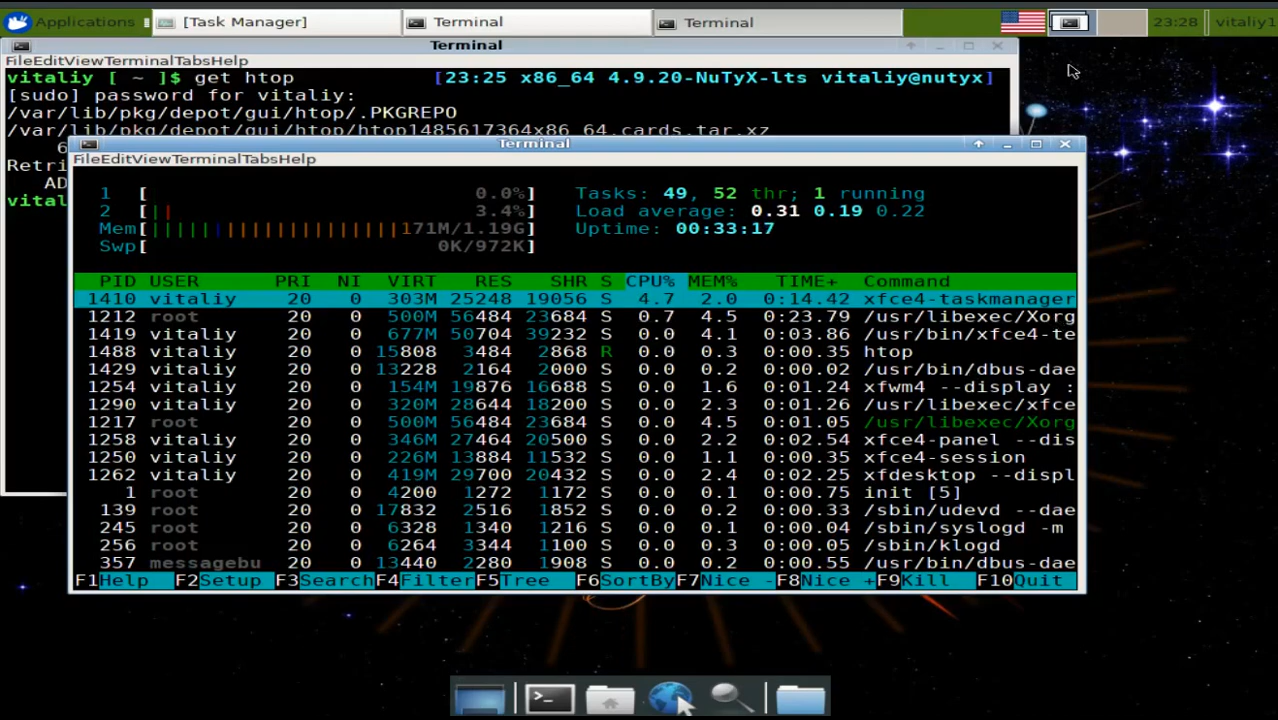 Applications [Task Manager] Terminal Terminal 23:28 vitaliy1
Terminal
FileEditViewTerminalTabsHelp
vitaliy [ ~ ]$ get htop [23:25 x86_64 4.9.20-NuTyX-lts vitaliy@nutyx]
[sudo] password for vitaliy:
/var/lib/pkg/depot/gui/htop/.PKGREPO
/var/lib/pkg/depot/gui/htop/htop1485617364x86_64.cards.tar.xz
6
Retri
AD
vital
Terminal
FileEditViewTerminalTabsHelp
1 [ 0.0%] Tasks: 49, 52 thr; 1 running
2 [|| 3.4%] Load average: 0.31 0.19 0.22
Mem[||||||||||||||||||||171M/1.19G] Uptime: 00:33:17
Swp[ 0K/972K]
PID USER PRI NI VIRT RES SHR S CPU% MEM% TIME+ Command
1410 vitaliy 20 0 303M 25248 19056 S 4.7 2.0 0:14.42 xfce4-taskmanager
1212 root 20 0 500M 56484 23684 S 0.7 4.5 0:23.79 /usr/libexec/Xorg
1419 vitaliy 20 0 677M 50704 39232 S 0.0 4.1 0:03.86 /usr/bin/xfce4-te
1488 vitaliy 20 0 15808 3484 2868 R 0.0 0.3 0:00.35 htop
1429 vitaliy 20 0 13228 2164 2000 S 0.0 0.2 0:00.02 /usr/bin/dbus-dae
1254 vitaliy 20 0 154M 19876 16688 S 0.0 1.6 0:01.24 xfwm4 --display :
1290 vitaliy 20 0 320M 28644 18200 S 0.0 2.3 0:01.26 /usr/libexec/xfce
1217 root 20 0 500M 56484 23684 S 0.0 4.5 0:01.05 /usr/libexec/Xorg
1258 vitaliy 20 0 346M 27464 20500 S 0.0 2.2 0:02.54 xfce4-panel --dis
1250 vitaliy 20 0 226M 13884 11532 S 0.0 1.1 0:00.35 xfce4-session
1262 vitaliy 20 0 419M 29700 20432 S 0.0 2.4 0:02.25 xfdesktop --displ
1 root 20 0 4200 1272 1172 S 0.0 0.1 0:00.75 init [5]
139 root 20 0 17832 2516 1852 S 0.0 0.2 0:00.33 /sbin/udevd --dae
245 root 20 0 6328 1340 1216 S 0.0 0.1 0:00.04 /sbin/syslogd -m
256 root 20 0 6264 3344 1100 S 0.0 0.3 0:00.05 /sbin/klogd
357 messagebu 20 0 13440 2280 1908 S 0.0 0.2 0:00.55 /usr/bin/dbus-dae
F1Help F2Setup F3SearchF4FilterF5Tree F6SortByF7Nice -F8Nice +F9Kill F10Quit